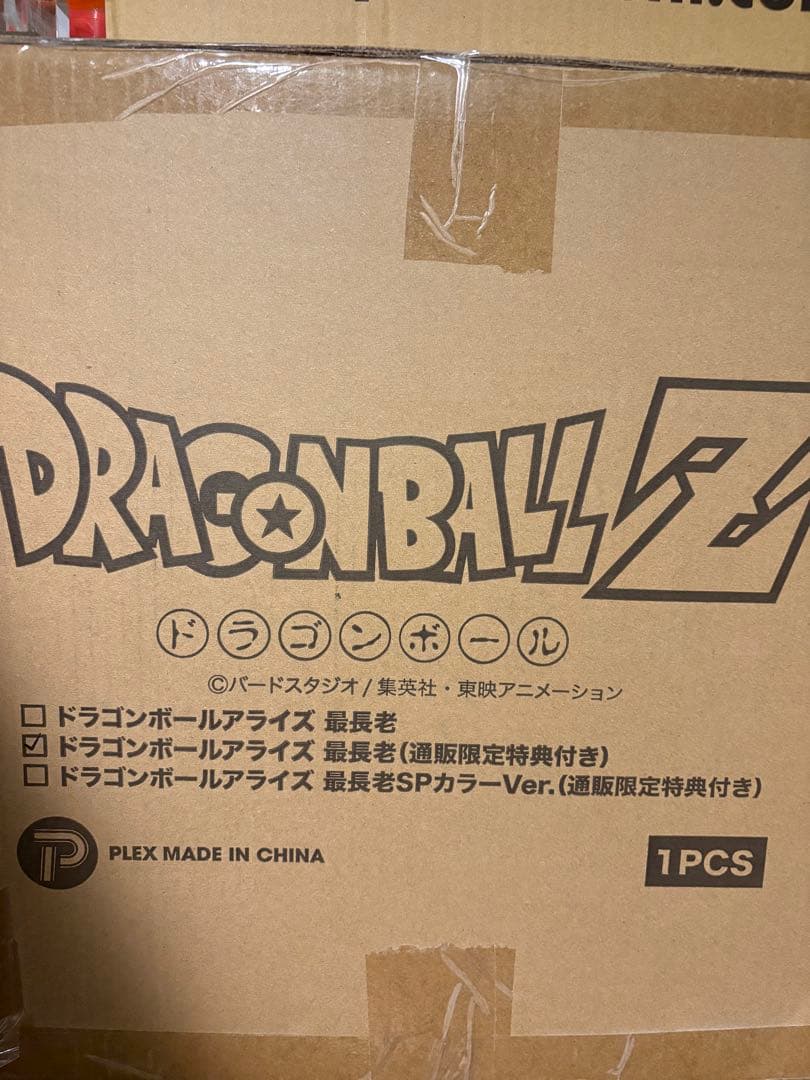 DRAGONBALL Z
ドラゴンボール
©バードスタジオ / 集英社・東映アニメーション
□ ドラゴンボールアライズ 最長老
☑ ドラゴンボールアライズ 最長老(通販限定特典付き)
□ ドラゴンボールアライズ 最長老SPカラーVer.(通販限定特典付き)
P PLEX MADE IN CHINA
1PCS